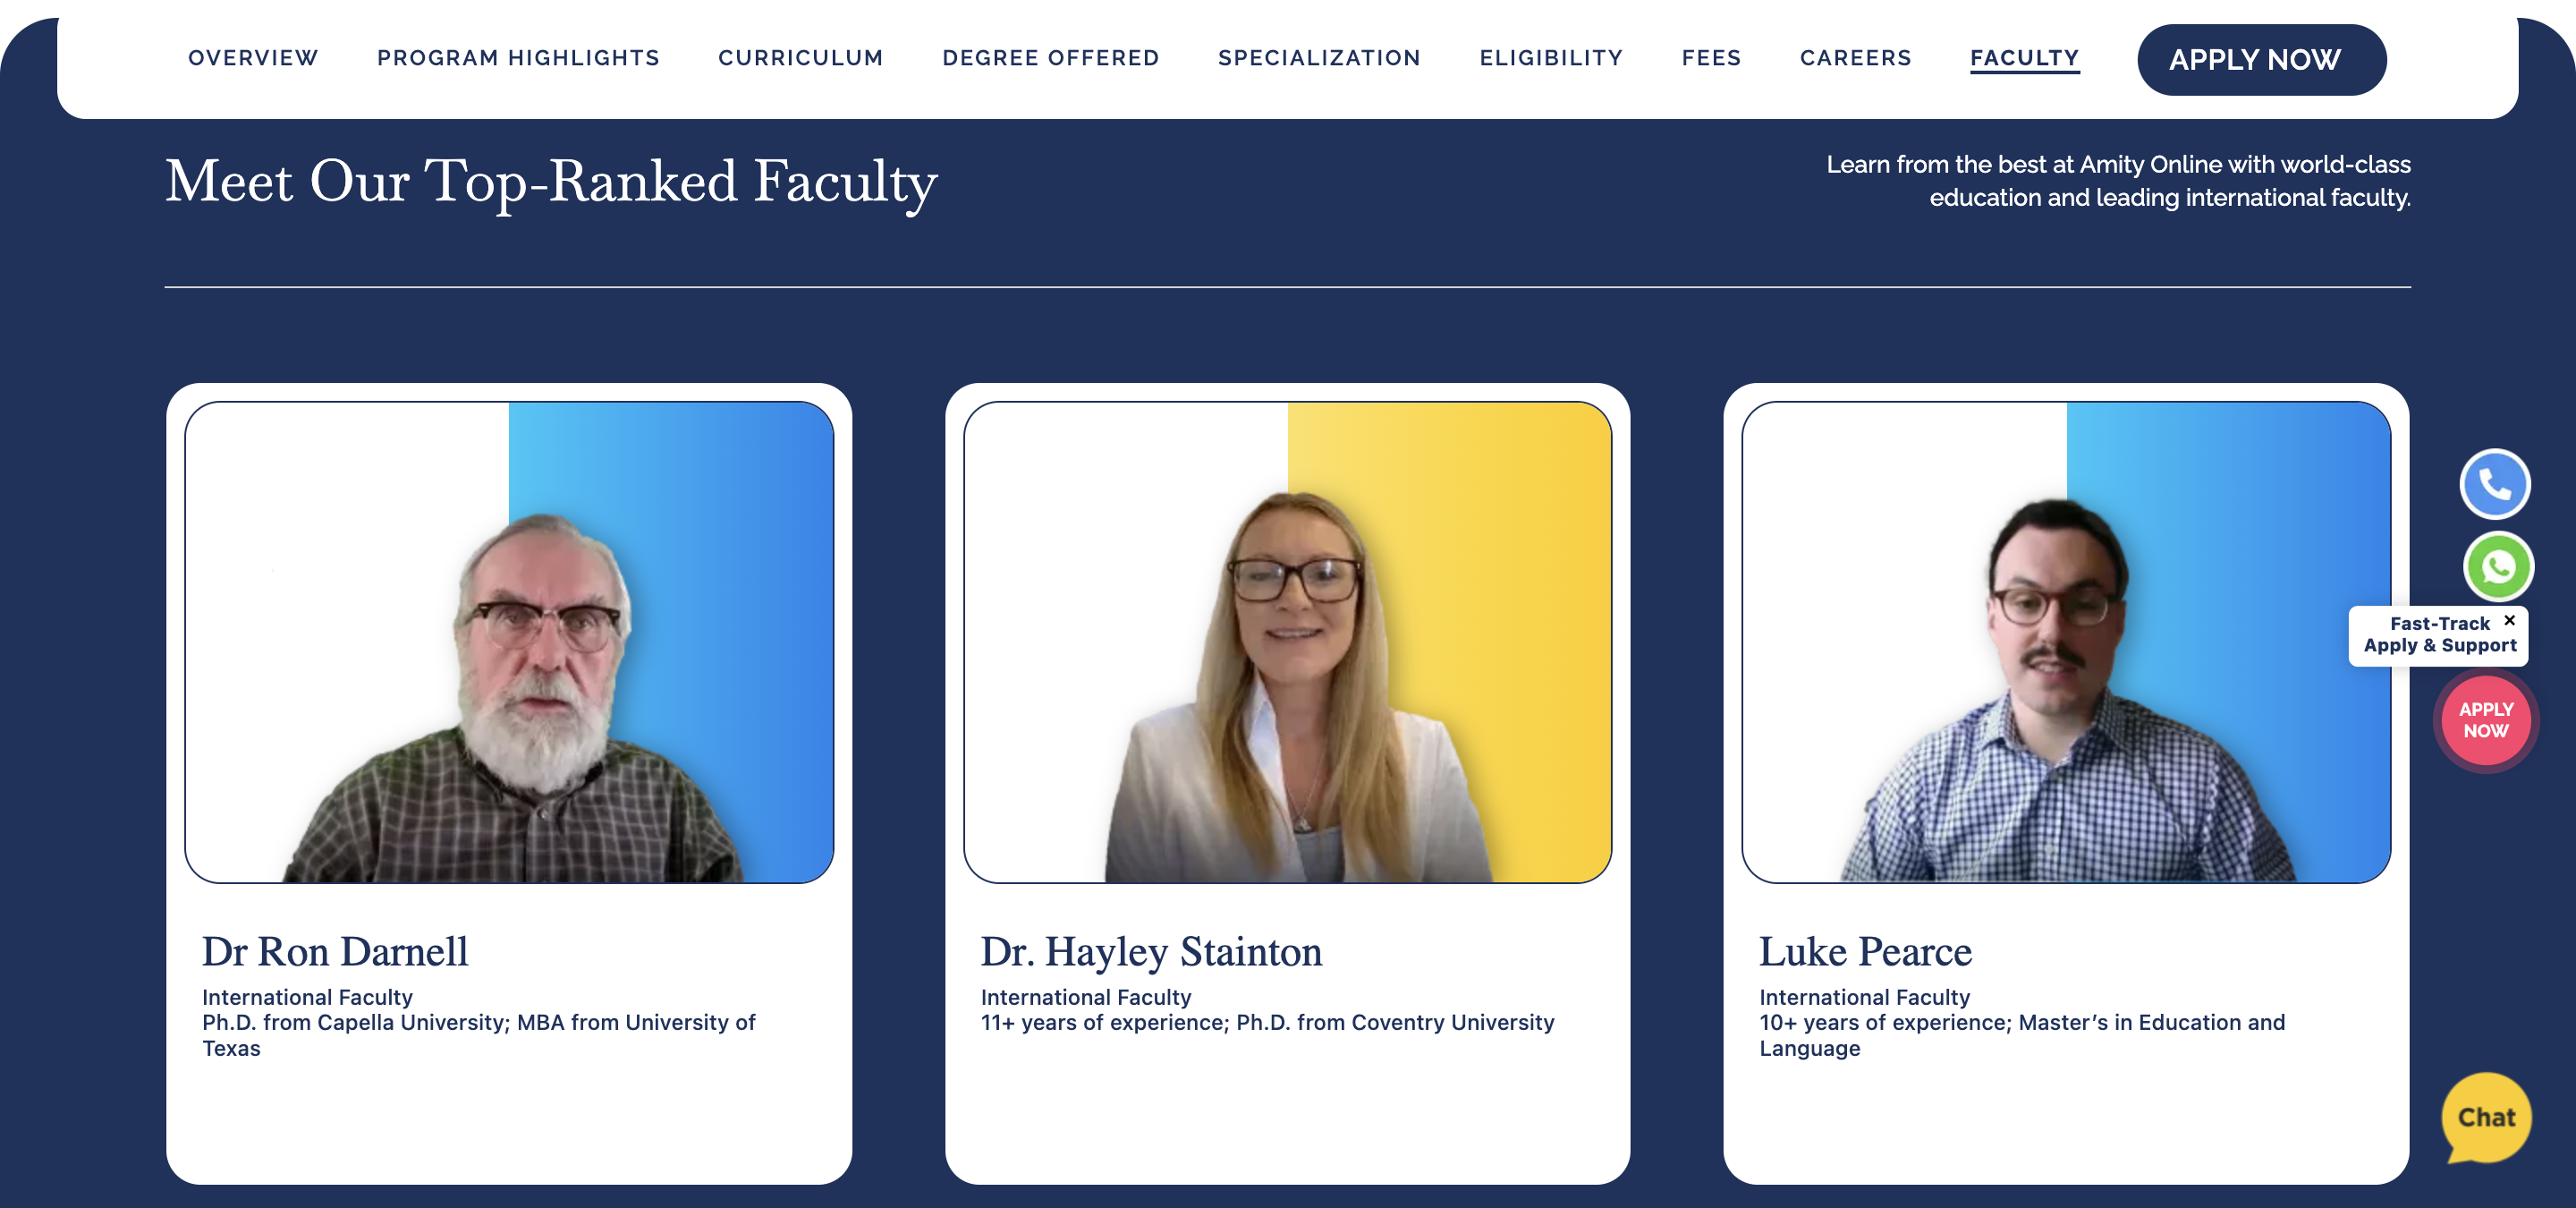 OVERVIEW PROGRAM HIGHLIGHTS CURRICULUM DEGREE OFFERED SPECIALIZATION ELIGIBILITY FEES CAREERS FACULTY APPLY NOW
Meet Our Top-Ranked Faculty
Learn from the best at Amity Online with world-class
education and leading international faculty.
Dr Ron Darnell
International Faculty
Ph.D. from Capella University; MBA from University of
Texas
Dr. Hayley Stainton
International Faculty
11+ years of experience; Ph.D. from Coventry University
Luke Pearce
International Faculty
10+ years of experience; Master’s in Education and
Language
Fast-Track ×
Apply & Support
APPLY
NOW
Chat